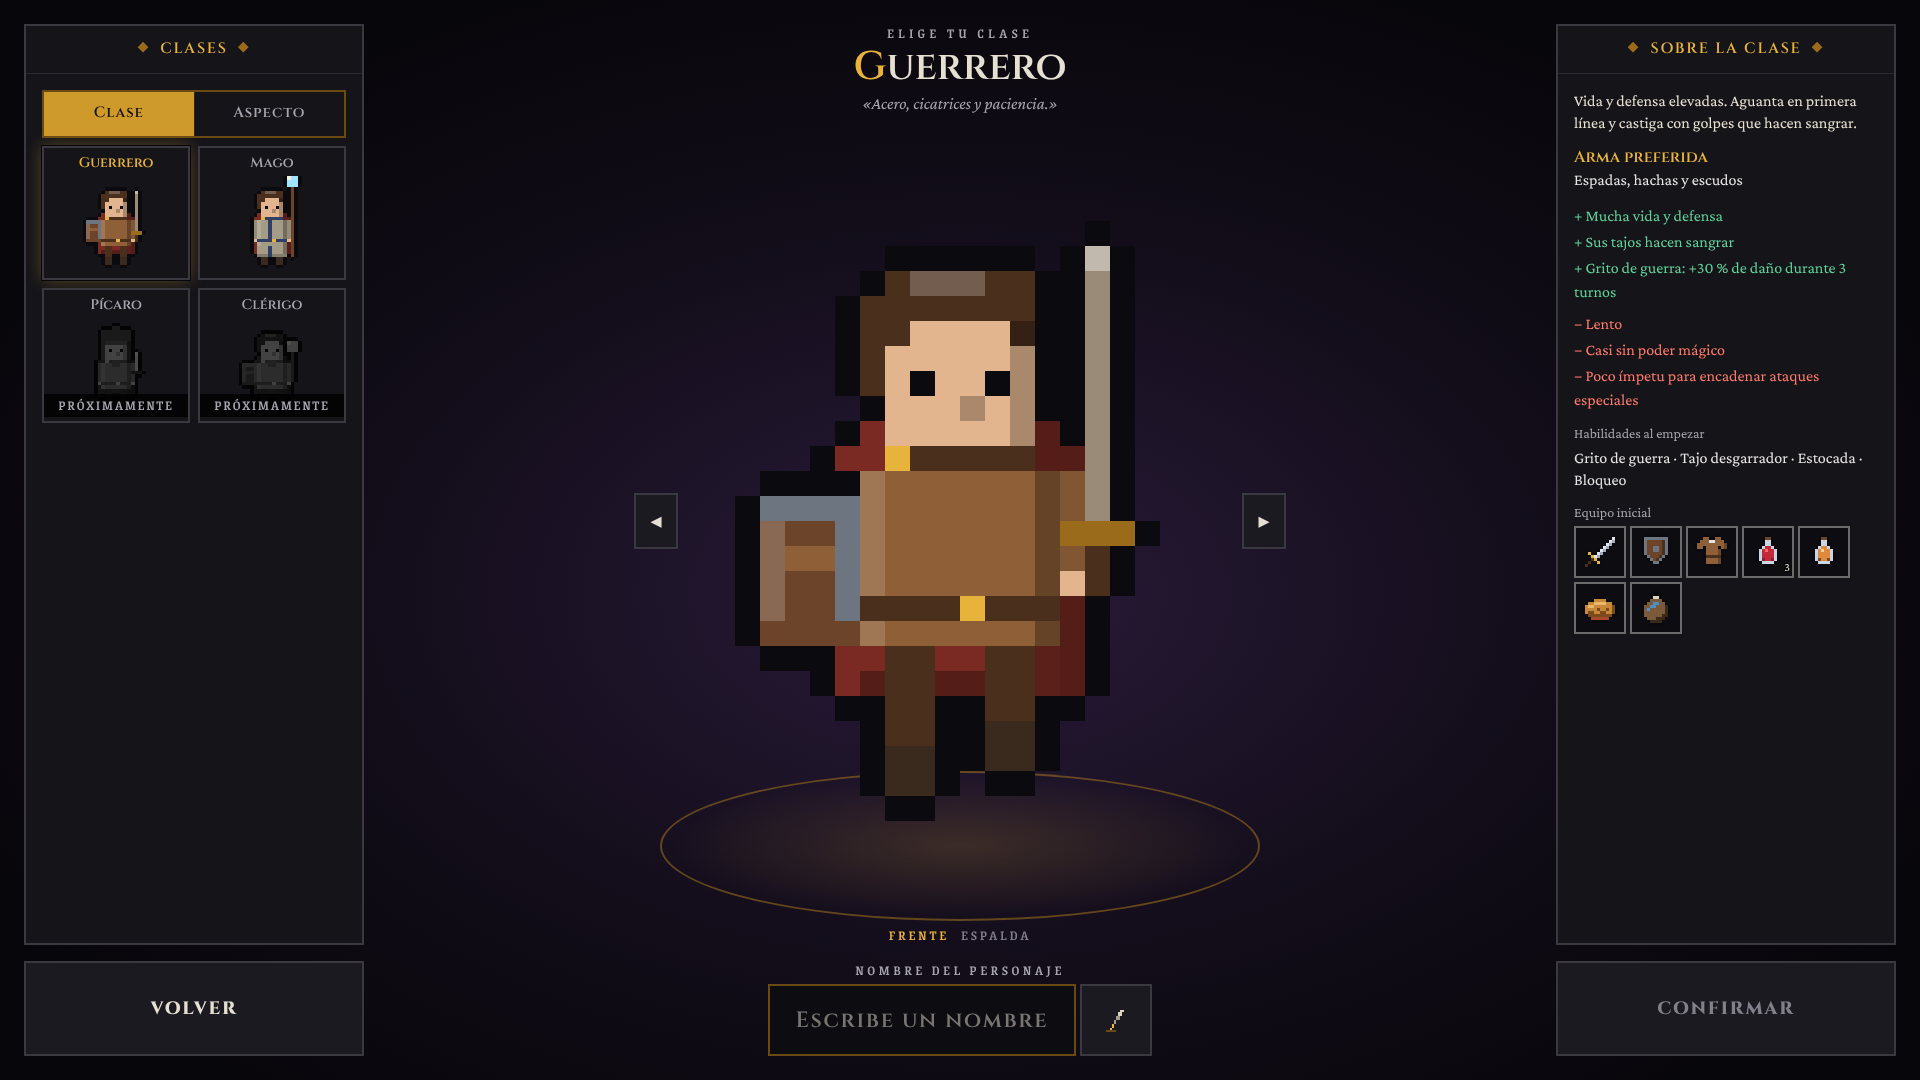 CLASES
CLASE
ASPECTO
GUERRERO
MAGO
PÍCARO
CLÉRIGO
PRÓXIMAMENTE
PRÓXIMAMENTE
VOLVER
ELIGE TU CLASE
GUERRERO
«Acero, cicatrices y paciencia.»
◀
▶
FRENTE ESPALDA
NOMBRE DEL PERSONAJE
ESCRIBE UN NOMBRE
SOBRE LA CLASE
Vida y defensa elevadas. Aguanta en primera
línea y castiga con golpes que hacen sangrar.
ARMA PREFERIDA
Espadas, hachas y escudos
+ Mucha vida y defensa
+ Sus tajos hacen sangrar
+ Grito de guerra: +30 % de daño durante 3
turnos
– Lento
– Casi sin poder mágico
– Poco ímpetu para encadenar ataques
especiales
Habilidades al empezar
Grito de guerra · Tajo desgarrador · Estocada ·
Bloqueo
Equipo inicial
3
CONFIRMAR